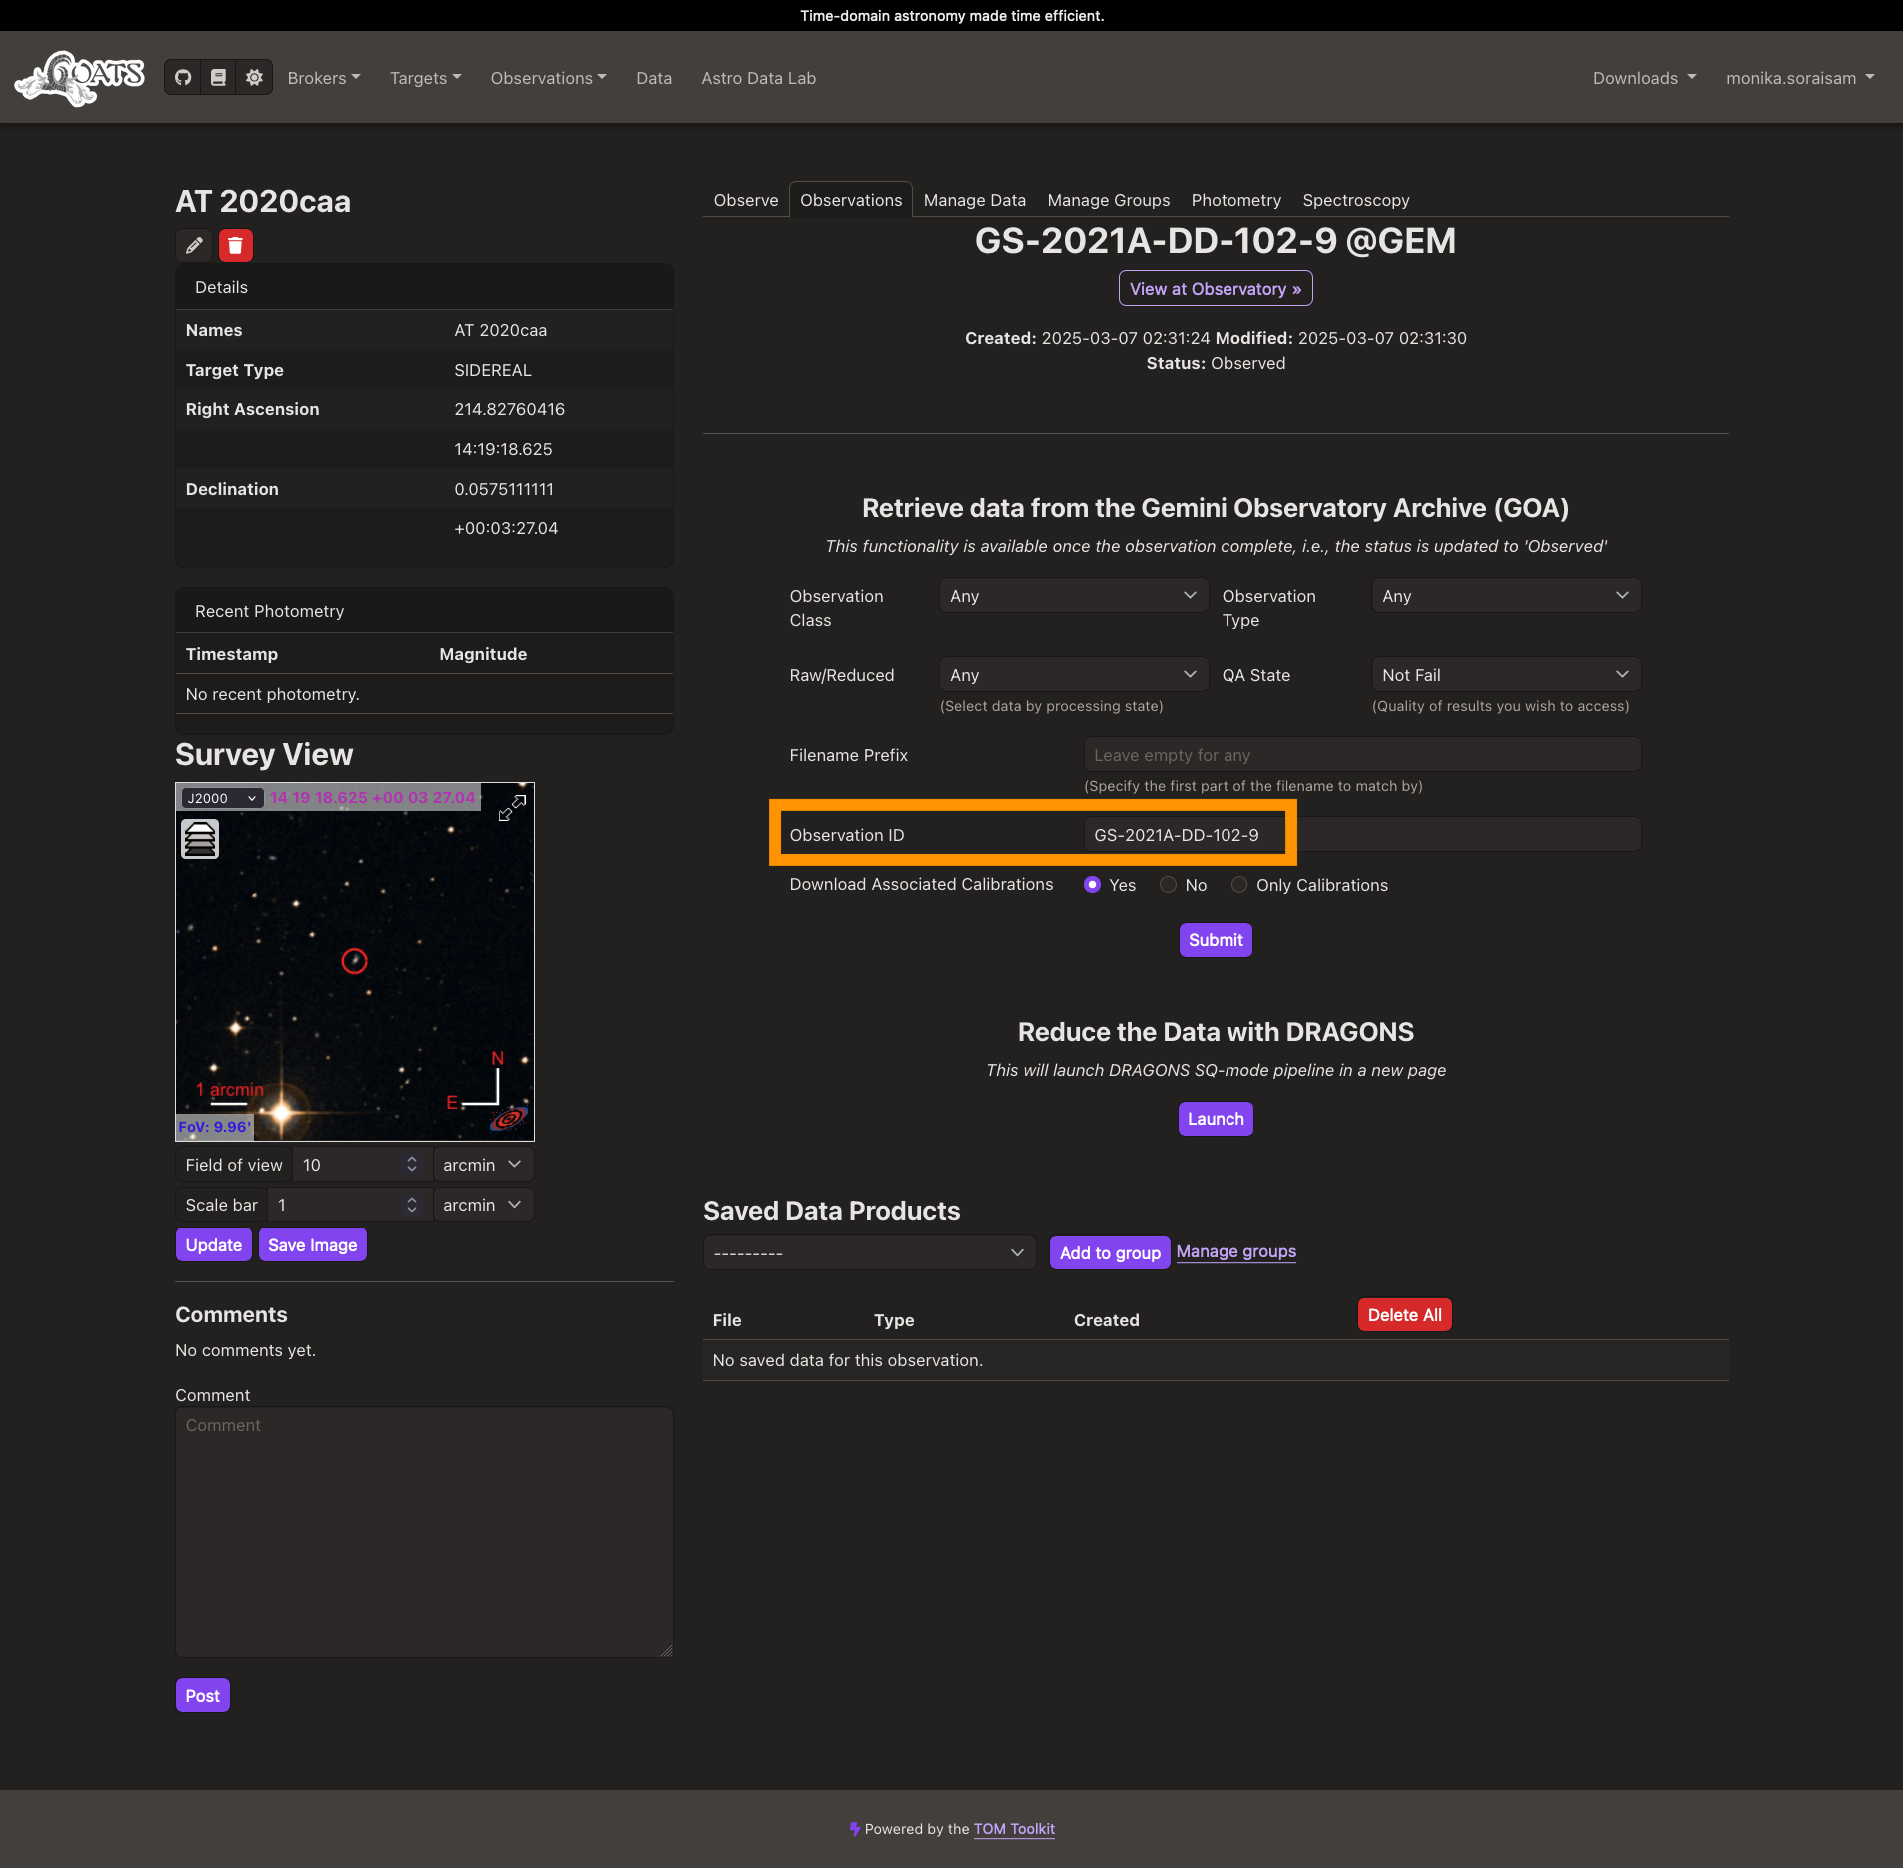 Time-domain astronomy made time efficient.
GOATS
Brokers Targets Observations Data Astro Data Lab Downloads monika.soraisam
AT 2020caa
Details
Names AT 2020caa
Target Type SIDEREAL
Right Ascension 214.82760416
14:19:18.625
Declination 0.0575111111
+00:03:27.04
Recent Photometry
Timestamp Magnitude
No recent photometry.
Survey View
J2000 14 19 18.625 +00 03 27.04
N
1 arcmin
E
FoV: 9.96'
Field of view 10 arcmin
Scale bar 1 arcmin
Update Save Image
Comments
No comments yet.
Comment
Comment
Post
Observe Observations Manage Data Manage Groups Photometry Spectroscopy
GS-2021A-DD-102-9 @GEM
View at Observatory »
Created: 2025-03-07 02:31:24 Modified: 2025-03-07 02:31:30
Status: Observed
Retrieve data from the Gemini Observatory Archive (GOA)
This functionality is available once the observation complete, i.e., the status is updated to 'Observed'
Observation Class Any Observation Type Any
Raw/Reduced Any QA State Not Fail
(Select data by processing state) (Quality of results you wish to access)
Filename Prefix Leave empty for any
(Specify the first part of the filename to match by)
Observation ID GS-2021A-DD-102-9
Download Associated Calibrations Yes No Only Calibrations
Submit
Reduce the Data with DRAGONS
This will launch DRAGONS SQ-mode pipeline in a new page
Launch
Saved Data Products
--------- Add to group Manage groups
File Type Created Delete All
No saved data for this observation.
Powered by the TOM Toolkit